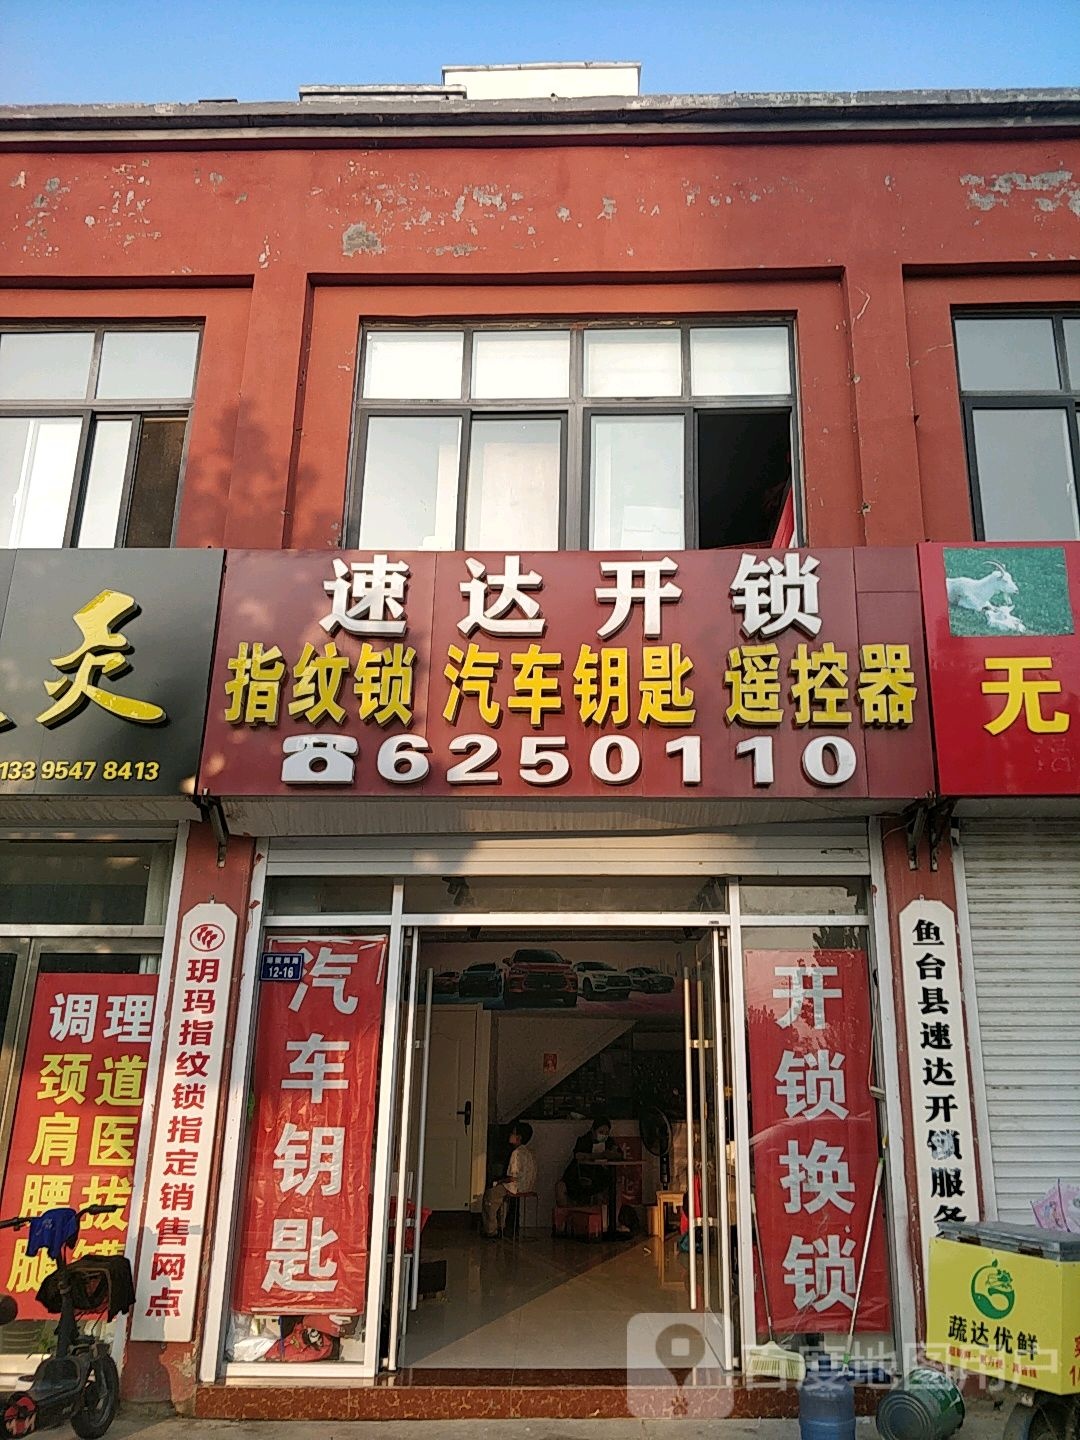 速达开锁
指纹锁 汽车钥匙 遥控器
☎6250110
灸
133 9547 8413
无
玥玛指纹锁指定销售网点
汽车钥匙
12-16
开锁换锁
鱼台县速达开锁服务
调理
颈肩腰腿
道医拔罐
蔬达优鲜
百度地图用户